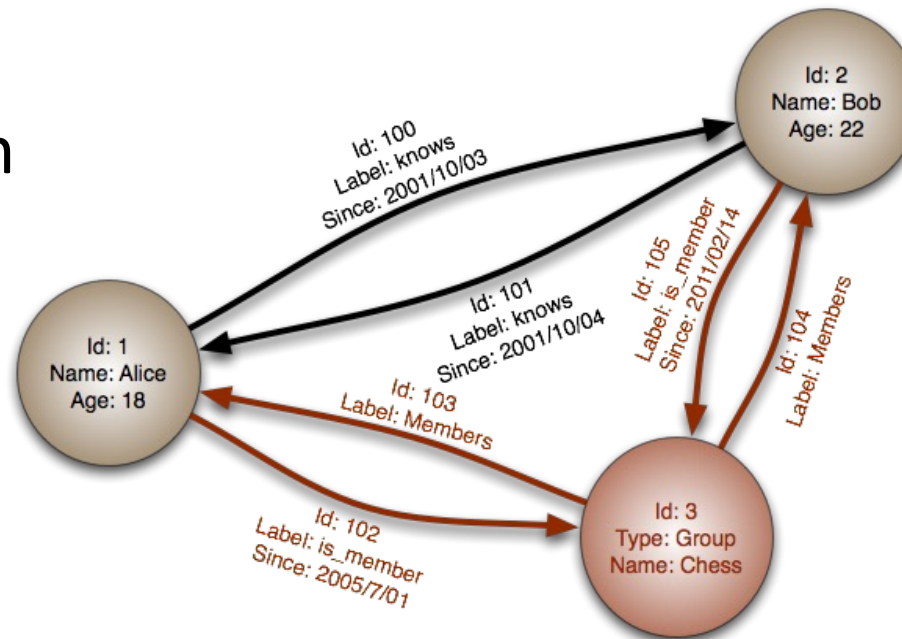 n
Id: 2
Name: Bob
Age: 22
Id: 100
Label: knows
Since: 2001/10/03
Id: 101
Label: knows
Since: 2001/10/04
Id: 105
Label: is_member
Since: 2011/02/14
Id: 104
Label: Members
Id: 1
Name: Alice
Age: 18
Id: 103
Label: Members
Id: 102
Label: is_member
Since: 2005/7/01
Id: 3
Type: Group
Name: Chess